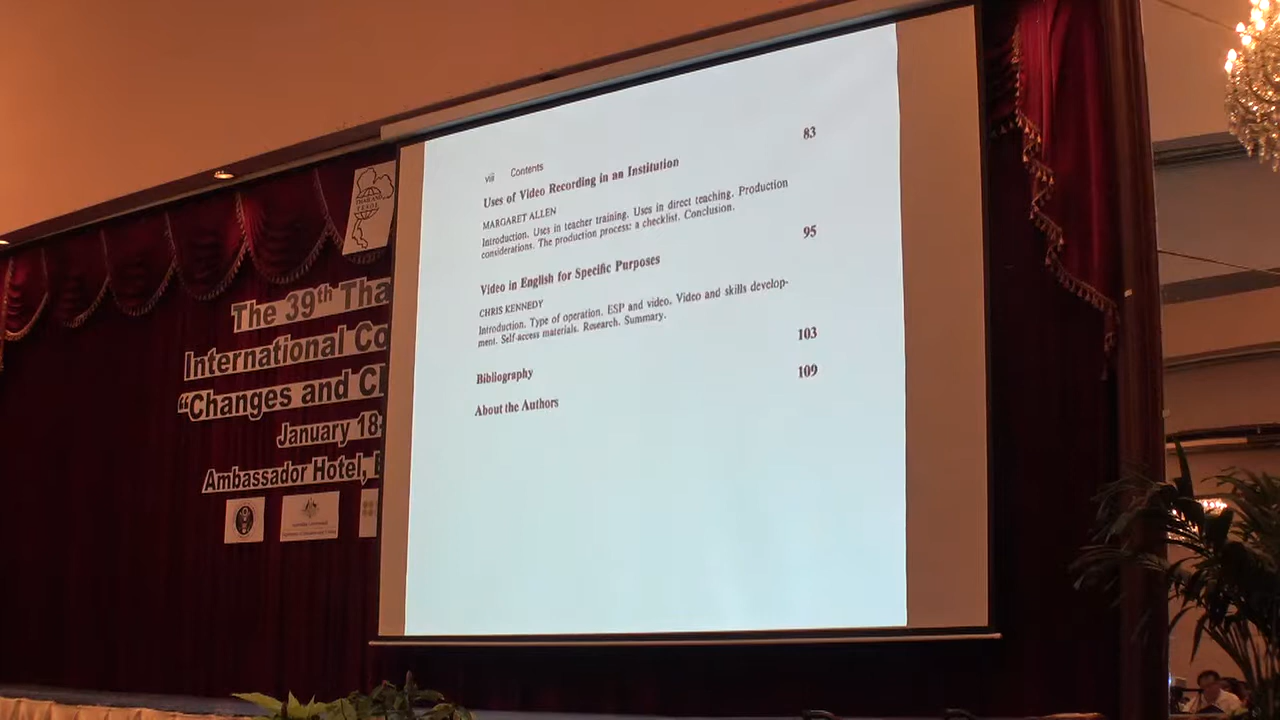 THAILAND
TESOL
The 39th Tha
International Co
"Changes and Cl
January 18-
Ambassador Hotel, B
viii Contents
Uses of Video Recording in an Institution 83
MARGARET ALLEN
Introduction. Uses in teacher training. Uses in direct teaching. Production
considerations. The production process: a checklist. Conclusion.
Video in English for Specific Purposes 95
CHRIS KENNEDY
Introduction. Type of operation. ESP and video. Video and skills develop-
ment. Self-access materials. Research. Summary.
Bibliography 103
About the Authors 109